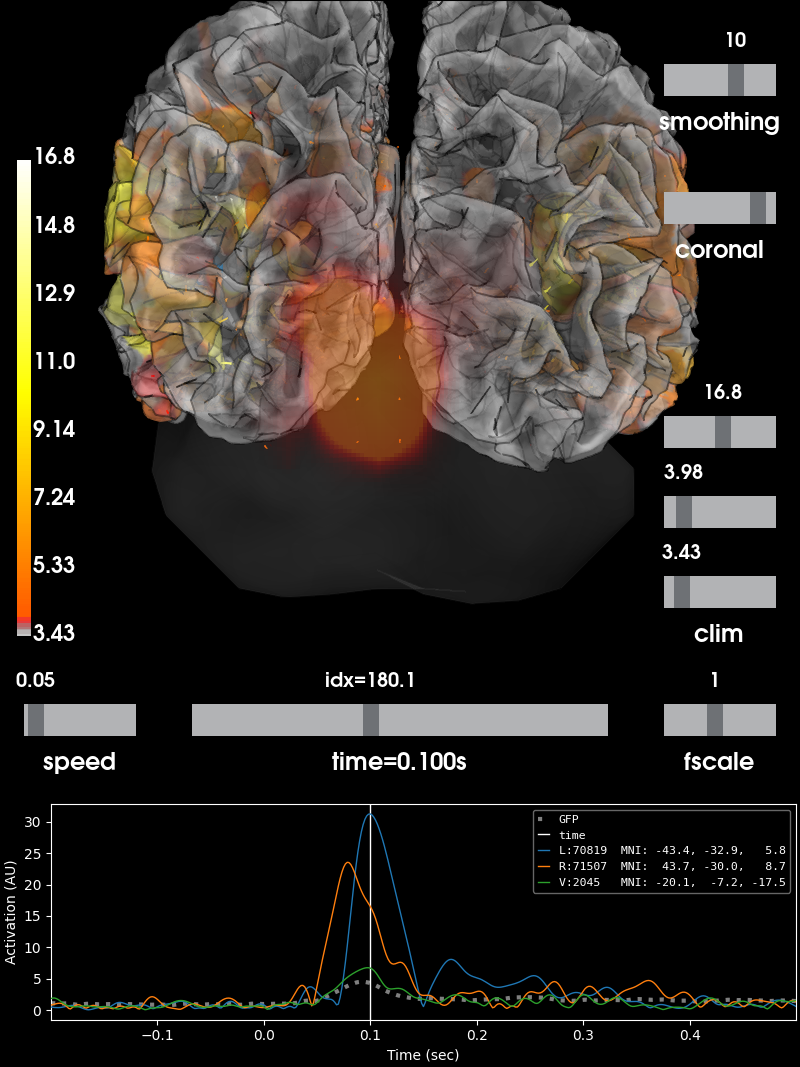 10
smoothing
coronal
16.8
14.8
12.9
11.0
9.14
7.24
5.33
3.43
16.8
3.98
3.43
clim
0.05
speed
idx=180.1
time=0.100s
1
fscale
Activation (AU)
30
25
20
15
10
5
0
GFP
time
L:70819 MNI: -43.4, -32.9, 5.8
R:71507 MNI: 43.7, -30.0, 8.7
V:2045 MNI: -20.1, -7.2, -17.5
−0.1 0.0 0.1 0.2 0.3 0.4
Time (sec)